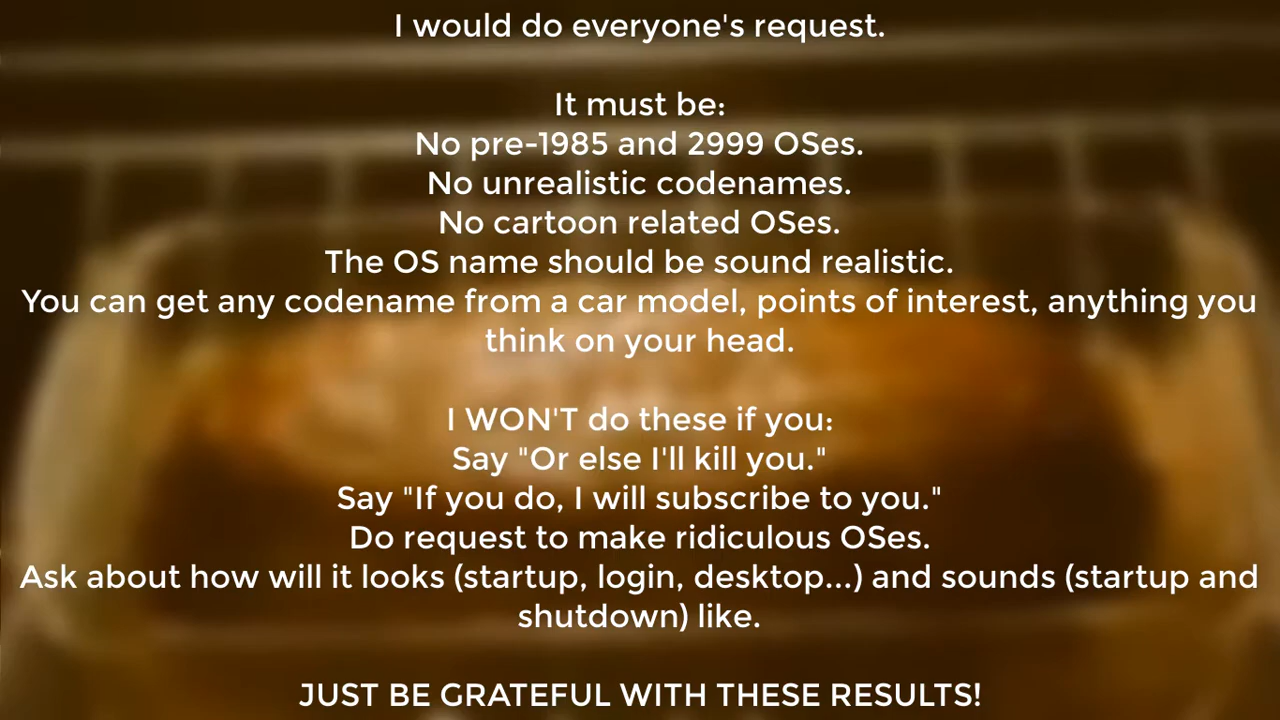 I would do everyone's request.
It must be:
No pre-1985 and 2999 OSes.
No unrealistic codenames.
No cartoon related OSes.
The OS name should be sound realistic.
You can get any codename from a car model, points of interest, anything you
think on your head.
I WON'T do these if you:
Say "Or else I'll kill you."
Say "If you do, I will subscribe to you."
Do request to make ridiculous OSes.
Ask about how will it looks (startup, login, desktop...) and sounds (startup and
shutdown) like.
JUST BE GRATEFUL WITH THESE RESULTS!